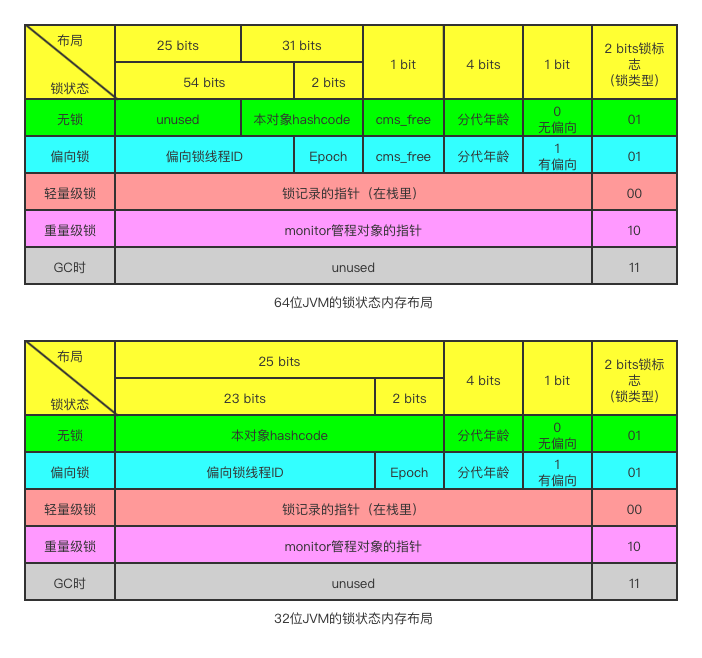 布局
锁状态
25 bits
31 bits
54 bits
2 bits
1 bit
4 bits
1 bit
2 bits锁标
志
（锁类型）
无锁
unused
本对象hashcode
cms_free
分代年龄
0
无偏向
01
偏向锁
偏向锁线程ID
Epoch
cms_free
分代年龄
1
有偏向
01
轻量级锁
锁记录的指针（在栈里）
00
重量级锁
monitor管程对象的指针
10
GC时
unused
11
64位JVM的锁状态内存布局
布局
锁状态
25 bits
23 bits
2 bits
4 bits
1 bit
2 bits锁标
志
（锁类型）
无锁
本对象hashcode
分代年龄
0
无偏向
01
偏向锁
偏向锁线程ID
Epoch
分代年龄
1
有偏向
01
轻量级锁
锁记录的指针（在栈里）
00
重量级锁
monitor管程对象的指针
10
GC时
unused
11
32位JVM的锁状态内存布局